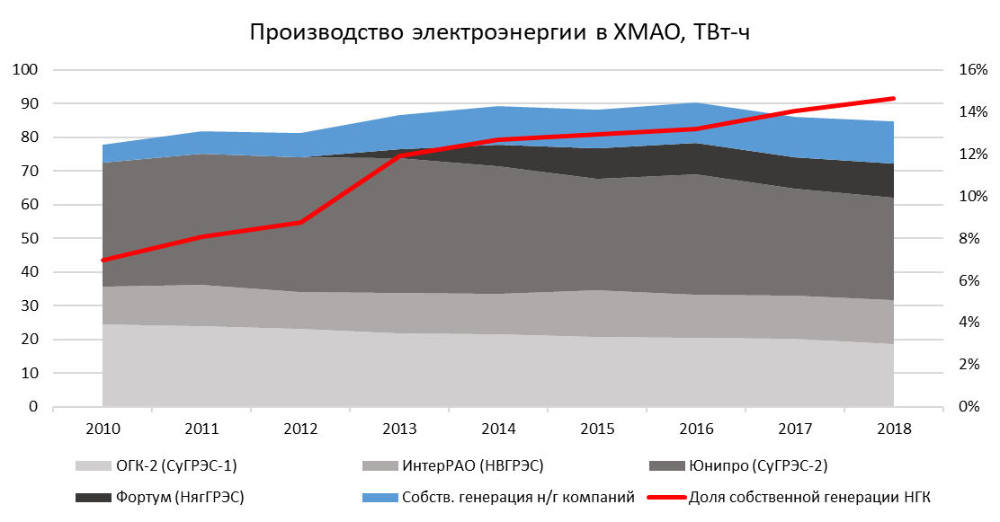 Производство электроэнергии в ХМАО, ТВт-ч
100 16%
90 14%
80 12%
70 10%
60 8%
50 6%
40 4%
30 2%
20 0%
10
0
2010 2011 2012 2013 2014 2015 2016 2017 2018
ОГК-2 (СуГРЭС-1) ИнтерРАО (НВГРЭС) Юнипро (СуГРЭС-2)
Фортум (НягГРЭС) Собств. генерация н/г компаний Доля собственной генерации НГК